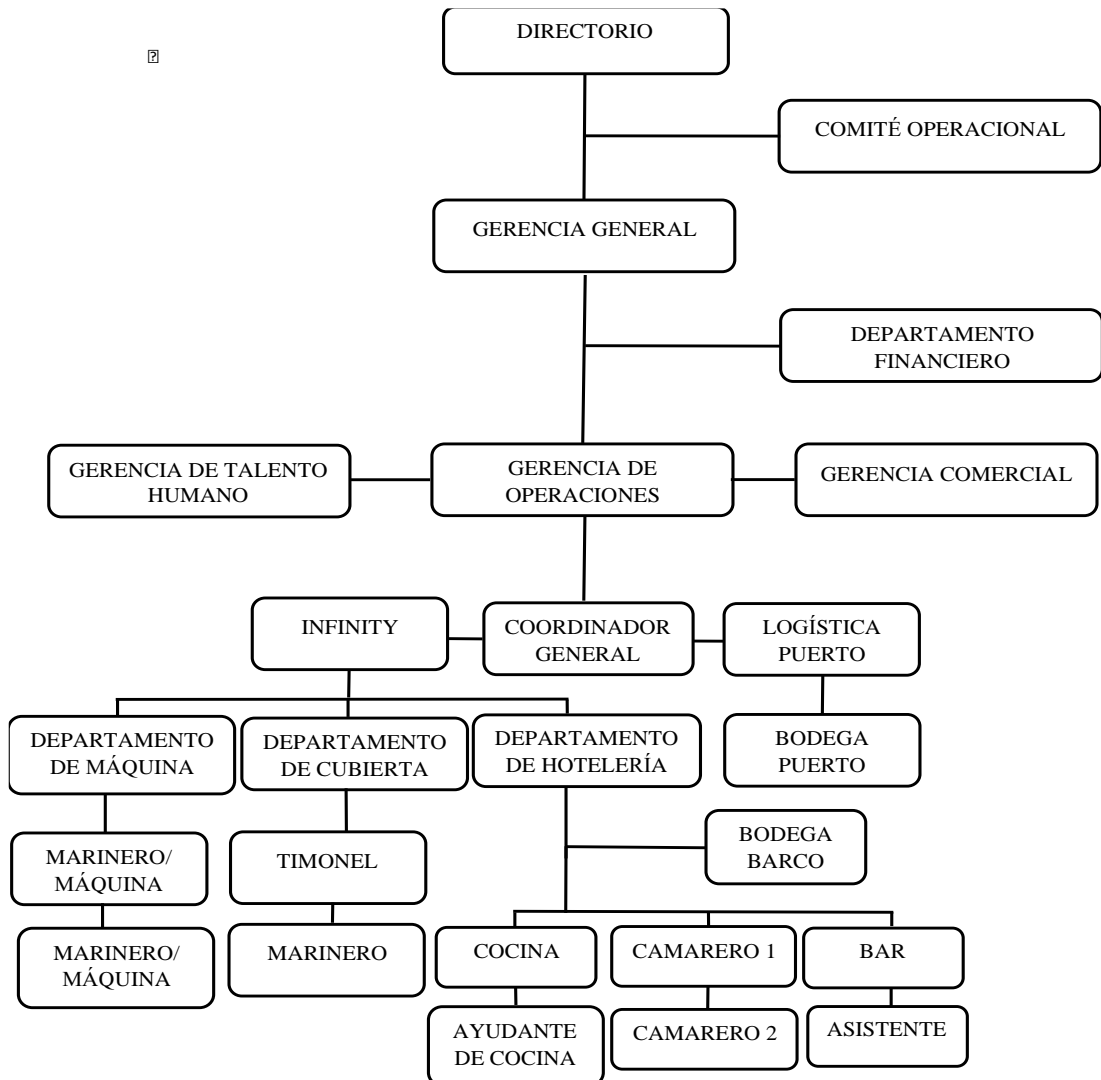 DIRECTORIO
COMITÉ OPERACIONAL
GERENCIA GENERAL
DEPARTAMENTO
FINANCIERO
GERENCIA DE TALENTO
HUMANO
GERENCIA DE
OPERACIONES
GERENCIA COMERCIAL
INFINITY
COORDINADOR
GENERAL
LOGÍSTICA
PUERTO
DEPARTAMENTO
DE MÁQUINA
DEPARTAMENTO
DE CUBIERTA
DEPARTAMENTO
DE HOTELERÍA
BODEGA
PUERTO
MARINERO/
MÁQUINA
TIMONEL
BODEGA
BARCO
MARINERO/
MÁQUINA
MARINERO
COCINA
CAMARERO 1
BAR
AYUDANTE
DE COCINA
CAMARERO 2
ASISTENTE